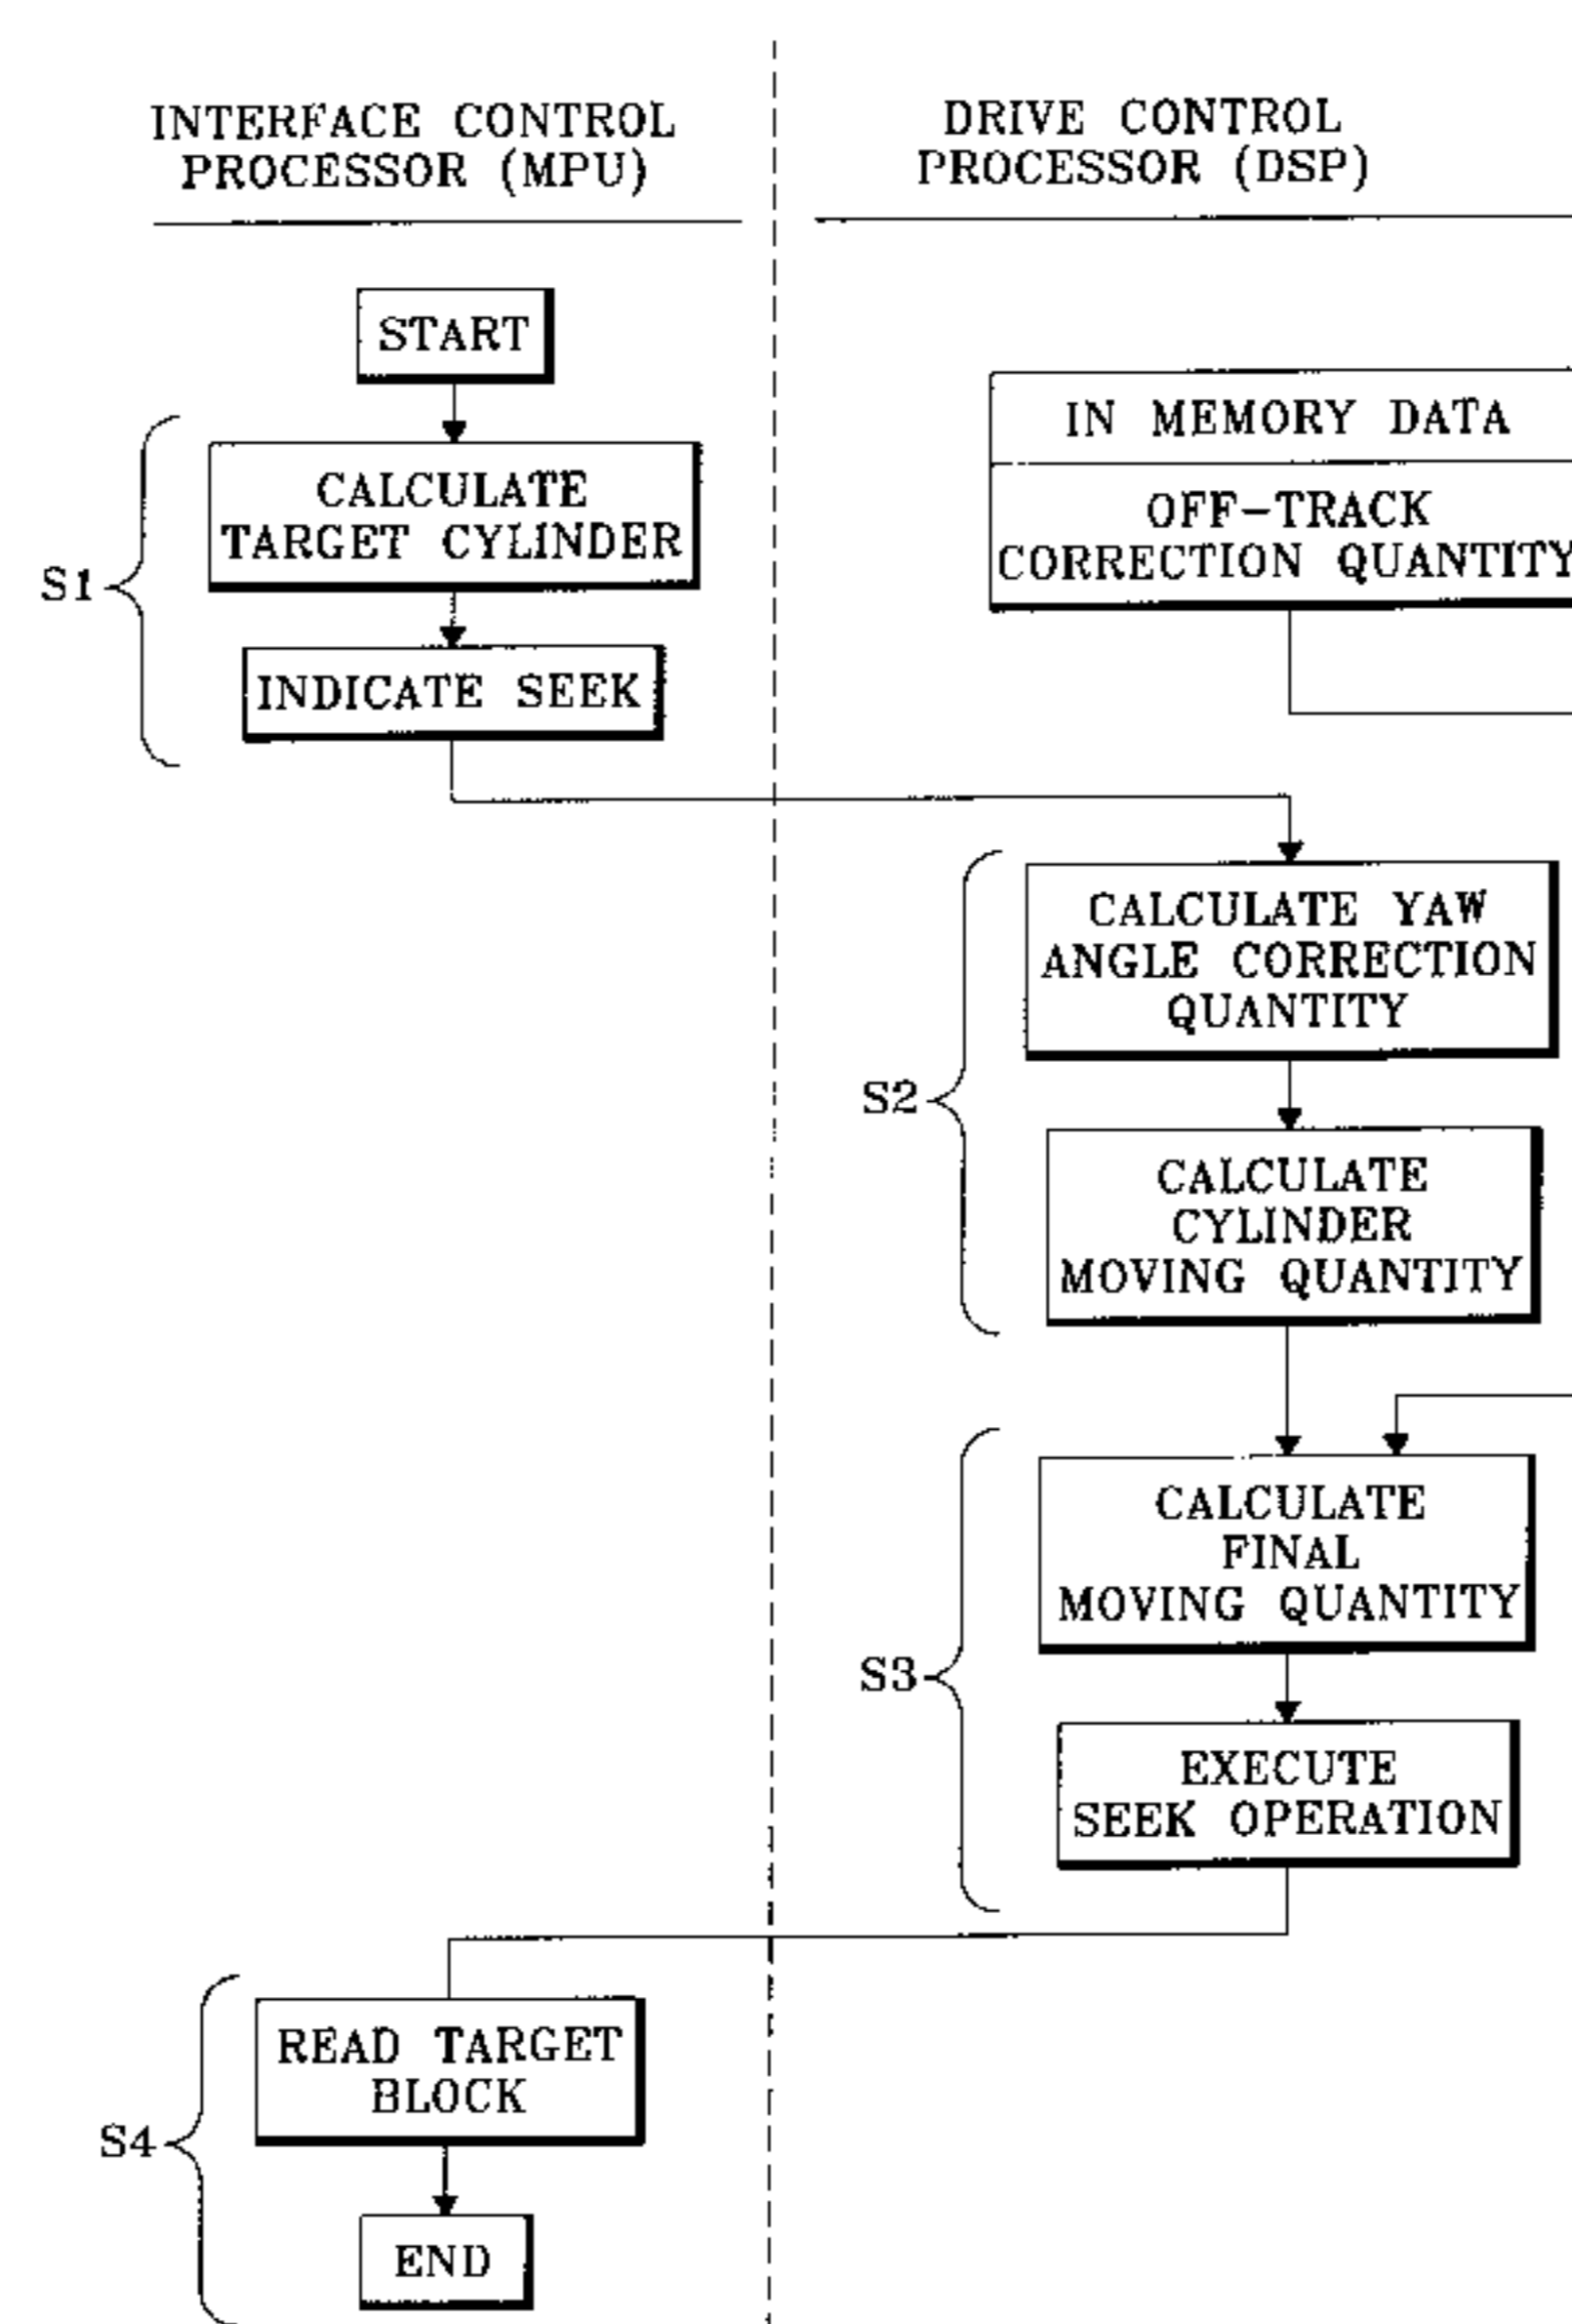 INTERFACE CONTROL
PROCESSOR (MPU)
DRIVE CONTROL
PROCESSOR (DSP)
START
IN MEMORY DATA
OFF-TRACK
CORRECTION QUANTITY
CALCULATE
TARGET CYLINDER
S1
INDICATE SEEK
CALCULATE YAW
ANGLE CORRECTION
QUANTITY
S2
CALCULATE
CYLINDER
MOVING QUANTITY
CALCULATE
FINAL
MOVING QUANTITY
S3
EXECUTE
SEEK OPERATION
READ TARGET
BLOCK
S4
END